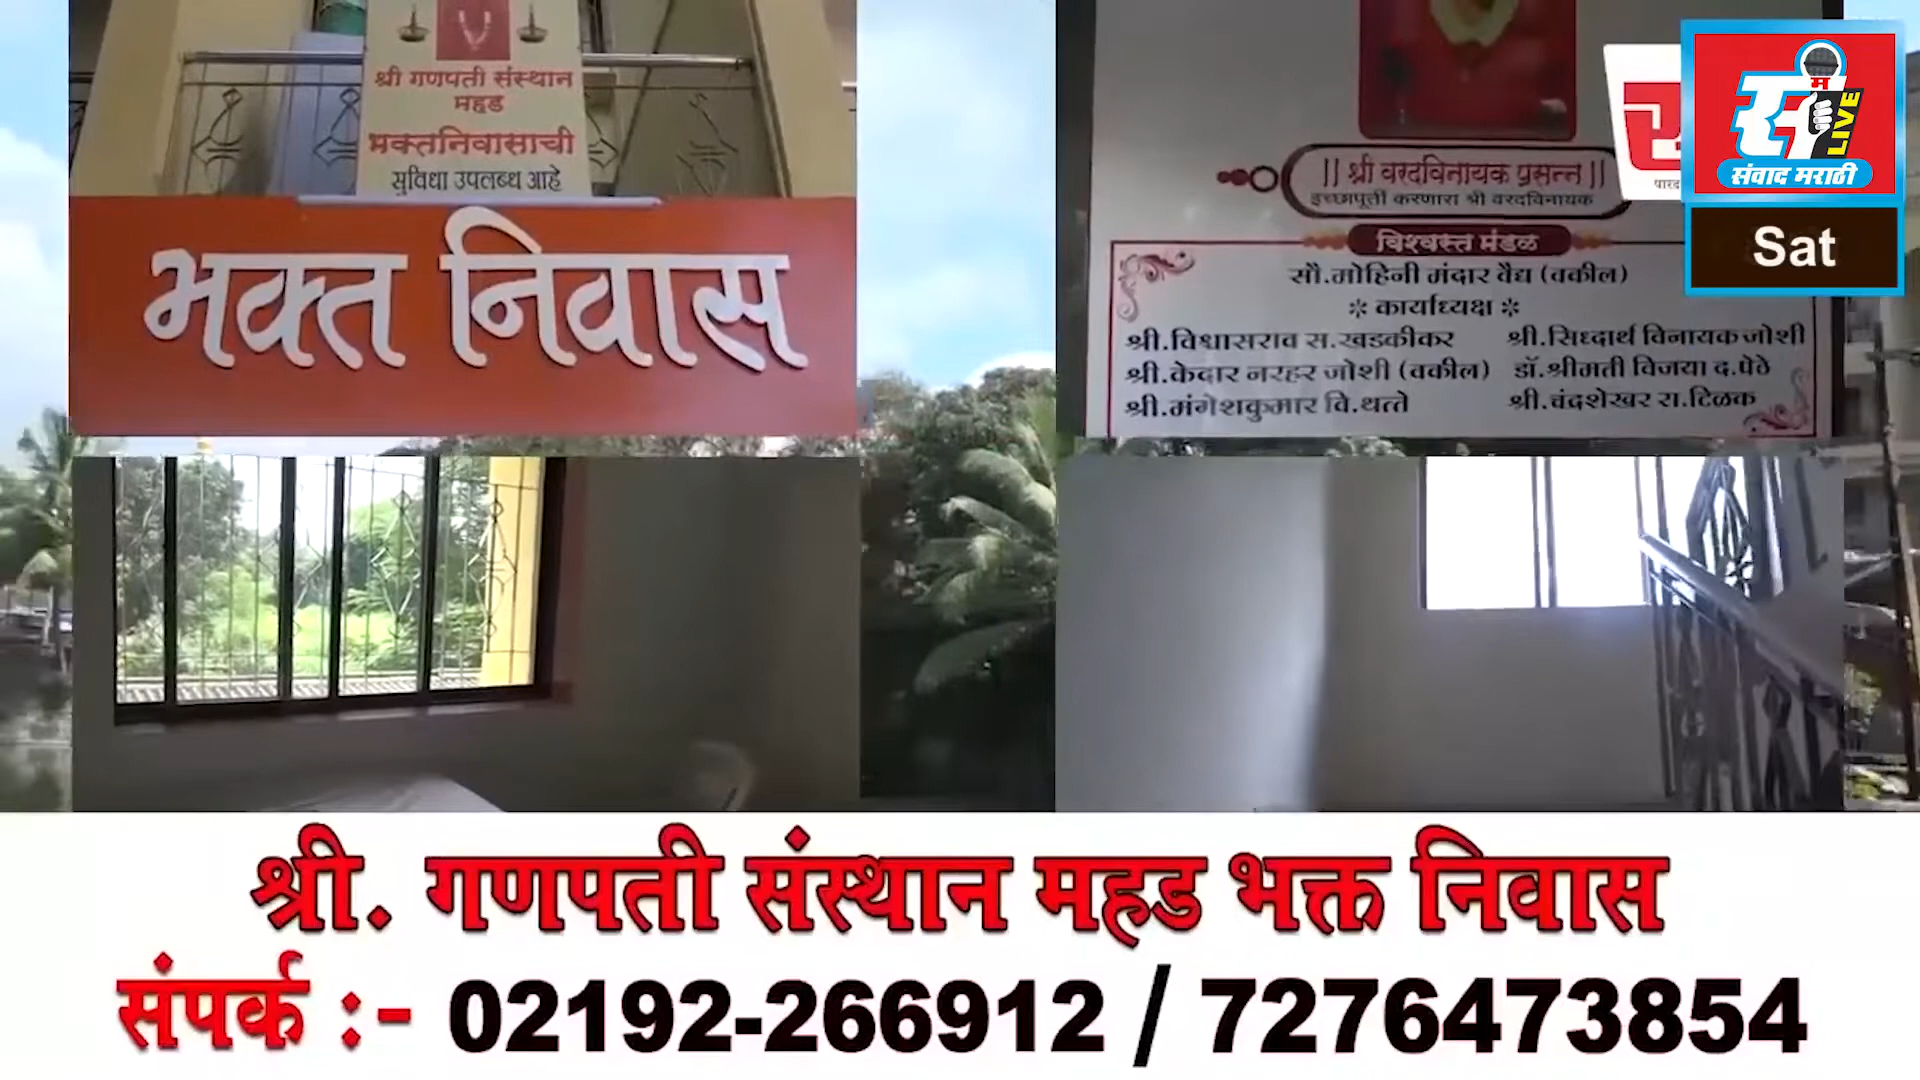 श्री गणपती संस्थान
महड
भक्तनिवासाची
सुविधा उपलब्ध आहे
भक्त निवास
|| श्री वरदविनायक प्रसन्न ||
इच्छापूर्ती करणारा श्री वरदविनायक
विश्वस्त मंडळ
सौ.मोहिनी मंदार वैद्य (वकील)
* कार्याध्यक्ष *
श्री.विश्वासराव स.खडकीकर श्री.सिध्दार्थ विनायक जोशी
श्री.केदार नरहर जोशी (वकील) डॉ.श्रीमती विजया द.पेठे
श्री.मंगेशकुमार वि.थत्ते श्री.चंद्रशेखर रा.टिळक
स म
LIVE
संवाद मराठी
Sat
श्री. गणपती संस्थान महड भक्त निवास
संपर्क :- 02192-266912 / 7276473854